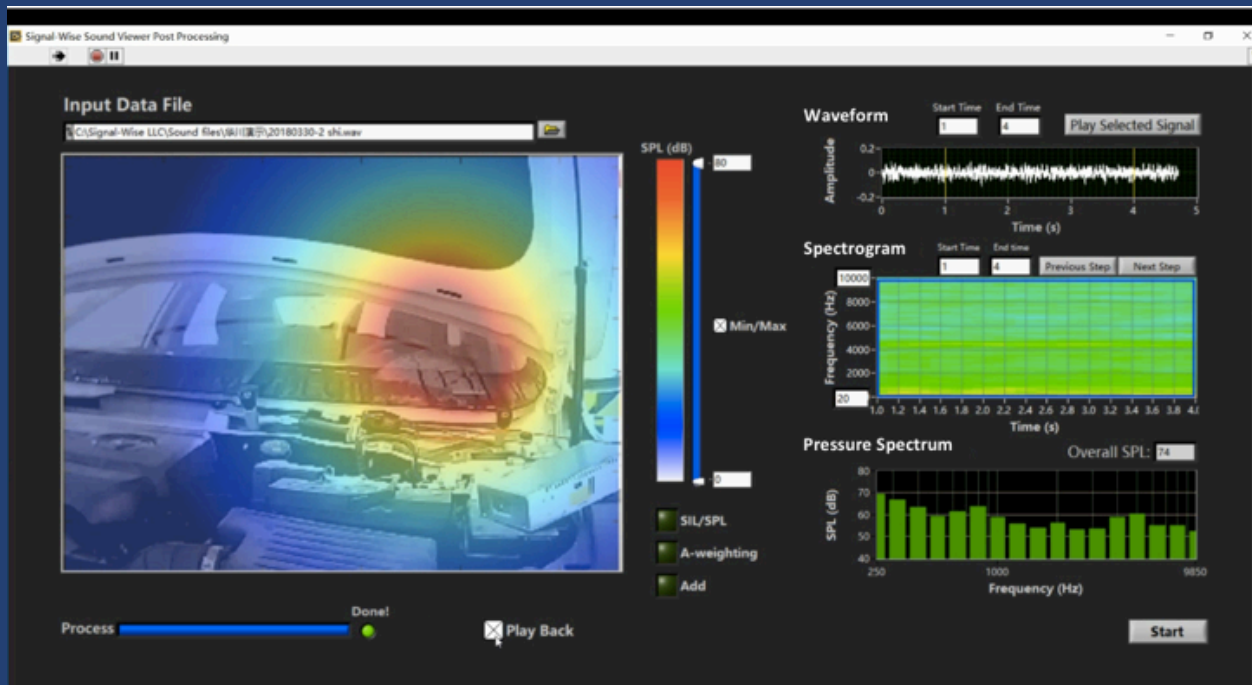 Signal-Wise Sound Viewer Post Processing
Input Data File
C:\Signal-Wise LLC\Sound files\纵川演示\20180330-2 shi.wav
SPL (dB)
80
0
Min/Max
SIL/SPL
A-weighting
Add
Process
Done!
Play Back
Waveform
Start Time End Time
1 4
Play Selected Signal
Amplitude
0.2
0
-0.2
0 1 2 3 4 5
Time (s)
Spectrogram
Start Time End time
1 4
Previous Step Next Step
Frequency (Hz)
10000
8000
6000
4000
2000
20
1.0 1.2 1.4 1.6 1.8 2.0 2.2 2.4 2.6 2.8 3.0 3.2 3.4 3.6 3.8 4.0
Time (s)
Pressure Spectrum
Overall SPL: 74
SPL (dB)
80
70
60
50
40
250 1000 9850
Frequency (Hz)
Start